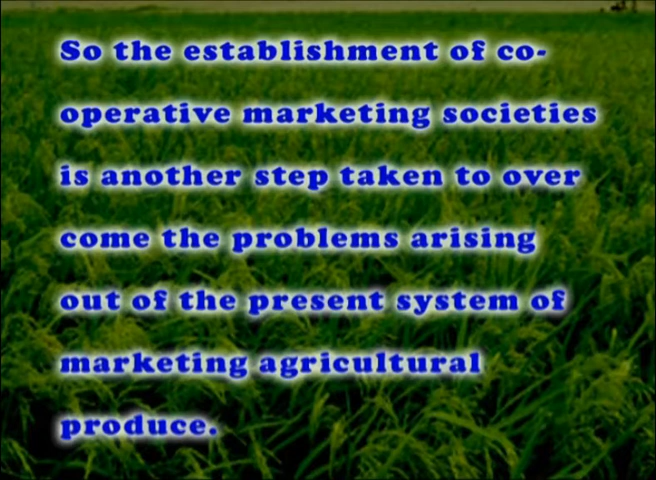 So the establishment of co-
operative marketing societies
is another step taken to over
come the problems arising
out of the present system of
marketing agricultural
produce.